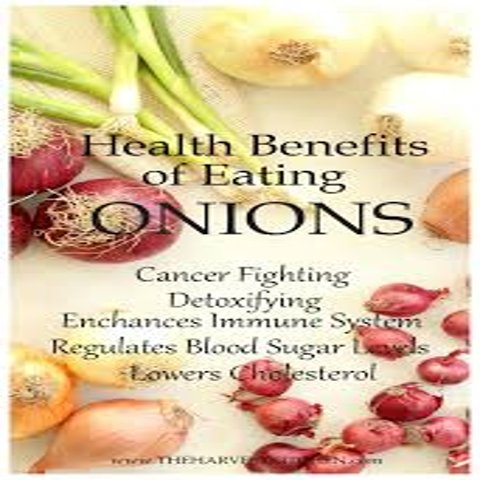 Health Benefits
of Eating
ONIONS
Cancer Fighting
Detoxifying
Enchances Immune System
Regulates Blood Sugar Levels
Lowers Cholesterol